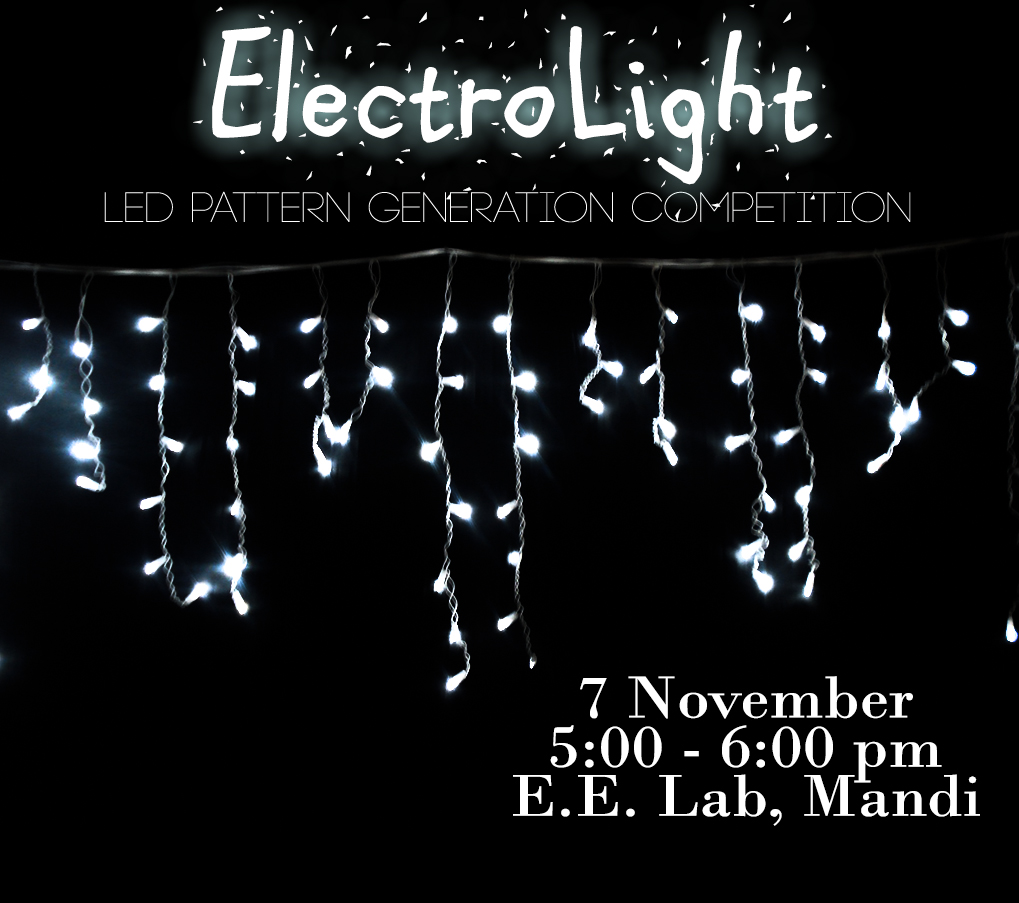 ElectroLight
LED PATTERN GENERATION COMPETITION
7 November
5:00 - 6:00 pm
E.E. Lab, Mandi